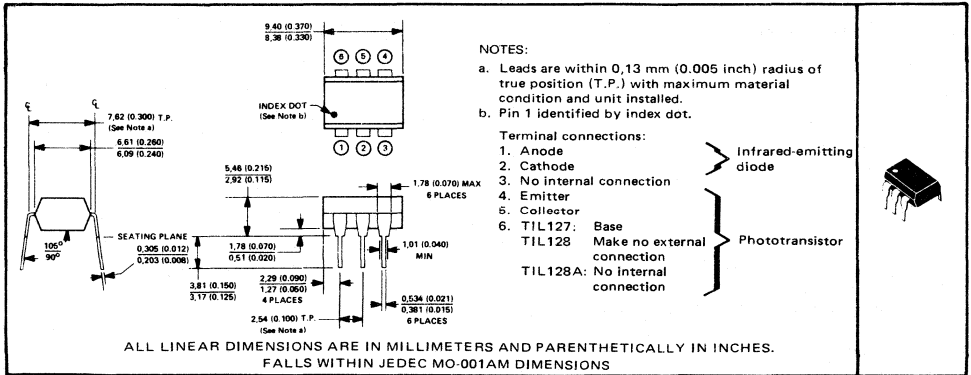 9,40 (0.370)
8,38 (0.330)
6 5 4
INDEX DOT
(See Note b)
1 2 3
℄ ℄
7,62 (0.300) T.P.
(See Note a)
6,61 (0.260)
6,09 (0.240)
105°
90°
SEATING PLANE
0,305 (0.012)
0,203 (0.008)
5,46 (0.215)
2,92 (0.115)
1,78 (0.070) MAX
6 PLACES
1,78 (0.070)
0,51 (0.020)
1,01 (0.040)
MIN
3,81 (0.150)
3,17 (0.125)
2,29 (0.090)
1,27 (0.050)
4 PLACES
0,534 (0.021)
0,381 (0.015)
6 PLACES
2,54 (0.100) T.P.
(See Note a)
NOTES:
a. Leads are within 0,13 mm (0.005 inch) radius of
true position (T.P.) with maximum material
condition and unit installed.
b. Pin 1 identified by index dot.
Terminal connections:
1. Anode
2. Cathode
Infrared-emitting
diode
3. No internal connection
4. Emitter
5. Collector
6. TIL127: Base
TIL128 Make no external
connection
TIL128A: No internal
connection
Phototransistor
ALL LINEAR DIMENSIONS ARE IN MILLIMETERS AND PARENTHETICALLY IN INCHES.
FALLS WITHIN JEDEC MO-001AM DIMENSIONS